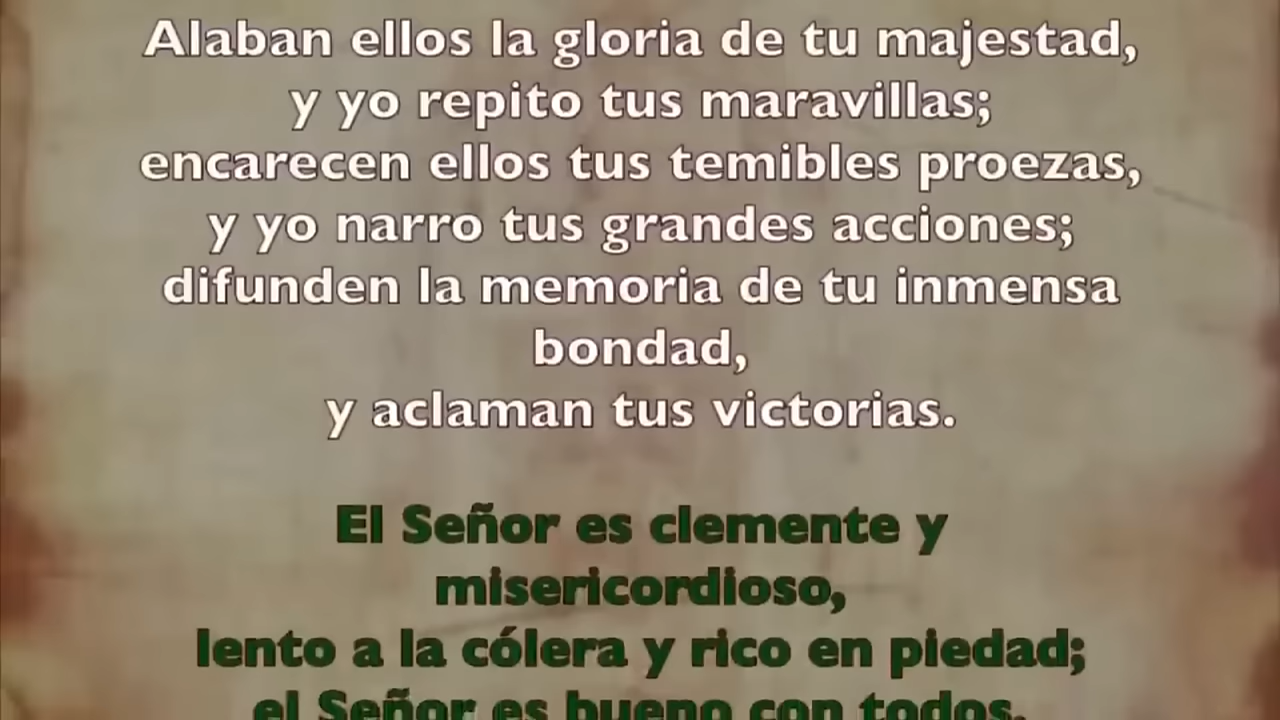 Alaban ellos la gloria de tu majestad,
y yo repito tus maravillas;
encarecen ellos tus temibles proezas,
y yo narro tus grandes acciones;
difunden la memoria de tu inmensa
bondad,
y aclaman tus victorias.
El Señor es clemente y
misericordioso,
lento a la cólera y rico en piedad;
el Señor es bueno con todos,